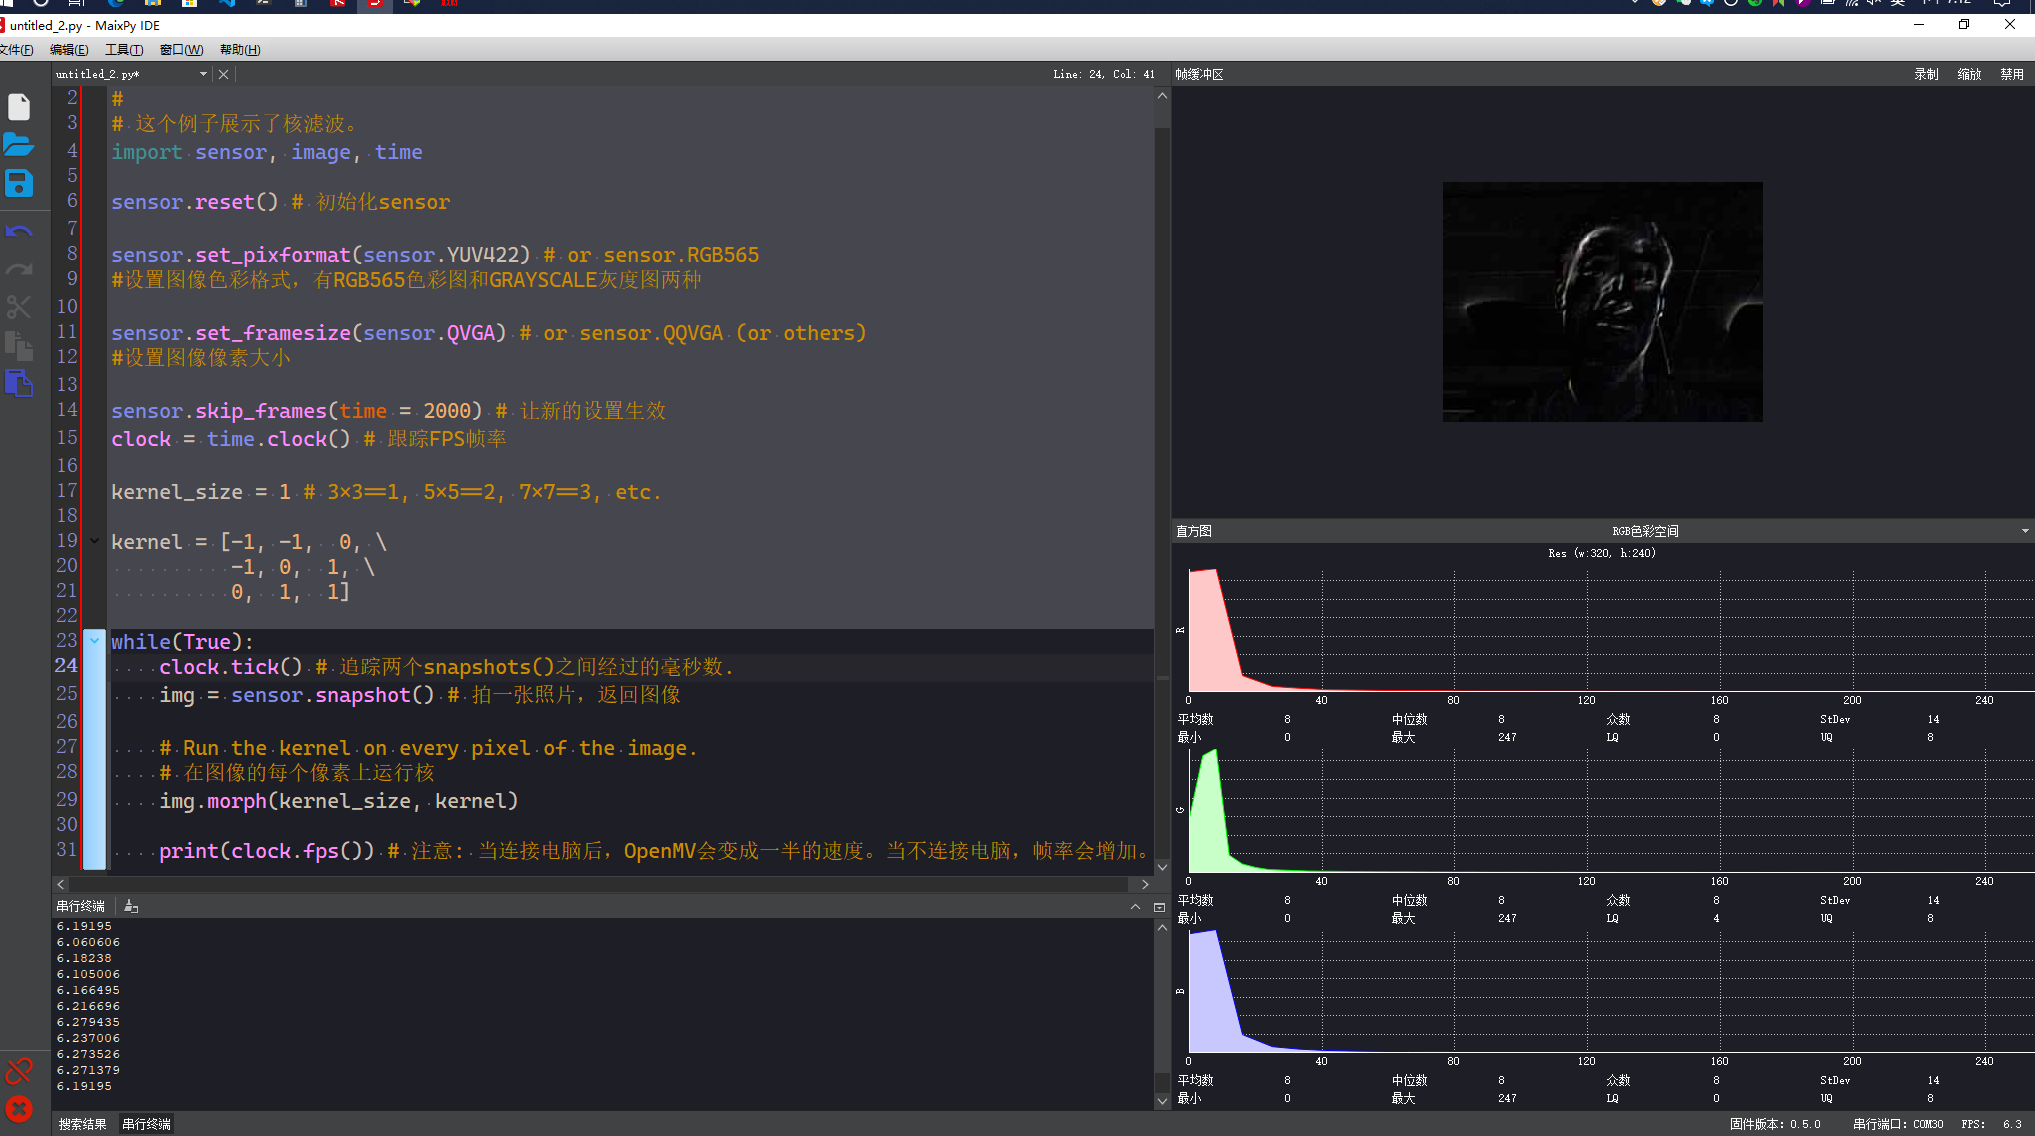 untitled_2.py - MaixPy IDE
文件(F) 编辑(E) 工具(T) 窗口(W) 帮助(H)
untitled_2.py*
Line: 24, Col: 41
2 #
3 # 这个例子展示了核滤波。
4 import sensor, image, time
5
6 sensor.reset() # 初始化sensor
7
8 sensor.set_pixformat(sensor.YUV422) # or sensor.RGB565
9 #设置图像色彩格式，有RGB565色彩图和GRAYSCALE灰度图两种
10
11 sensor.set_framesize(sensor.QVGA) # or sensor.QQVGA (or others)
12 #设置图像像素大小
13
14 sensor.skip_frames(time = 2000) # 让新的设置生效
15 clock = time.clock() # 跟踪FPS帧率
16
17 kernel_size = 1 # 3×3==1, 5×5==2, 7×7==3, etc.
18
19 kernel = [-1, -1,  0, \
20           -1, 0,  1, \
21           0,  1,  1]
22
23 while(True):
24     clock.tick() # 追踪两个snapshots()之间经过的毫秒数.
25     img = sensor.snapshot() # 拍一张照片，返回图像
26
27     # Run the kernel on every pixel of the image.
28     # 在图像的每个像素上运行核
29     img.morph(kernel_size, kernel)
30
31     print(clock.fps()) # 注意: 当连接电脑后，OpenMV会变成一半的速度。当不连接电脑，帧率会增加。
串行终端
6.19195
6.060606
6.18238
6.105006
6.166495
6.216696
6.279435
6.237006
6.273526
6.271379
6.19195
搜索结果 串行终端
帧缓冲区 录制 缩放 禁用
直方图 RGB色彩空间
Res (w:320, h:240)
R
0 40 80 120 160 200 240
平均数 8 中位数 8 众数 8 StDev 14
最小 0 最大 247 LQ 0 UQ 8
G
0 40 80 120 160 200 240
平均数 8 中位数 8 众数 8 StDev 14
最小 0 最大 247 LQ 4 UQ 8
B
0 40 80 120 160 200 240
平均数 8 中位数 8 众数 8 StDev 14
最小 0 最大 247 LQ 0 UQ 8
固件版本: 0.5.0 串行端口: COM30 FPS: 6.3